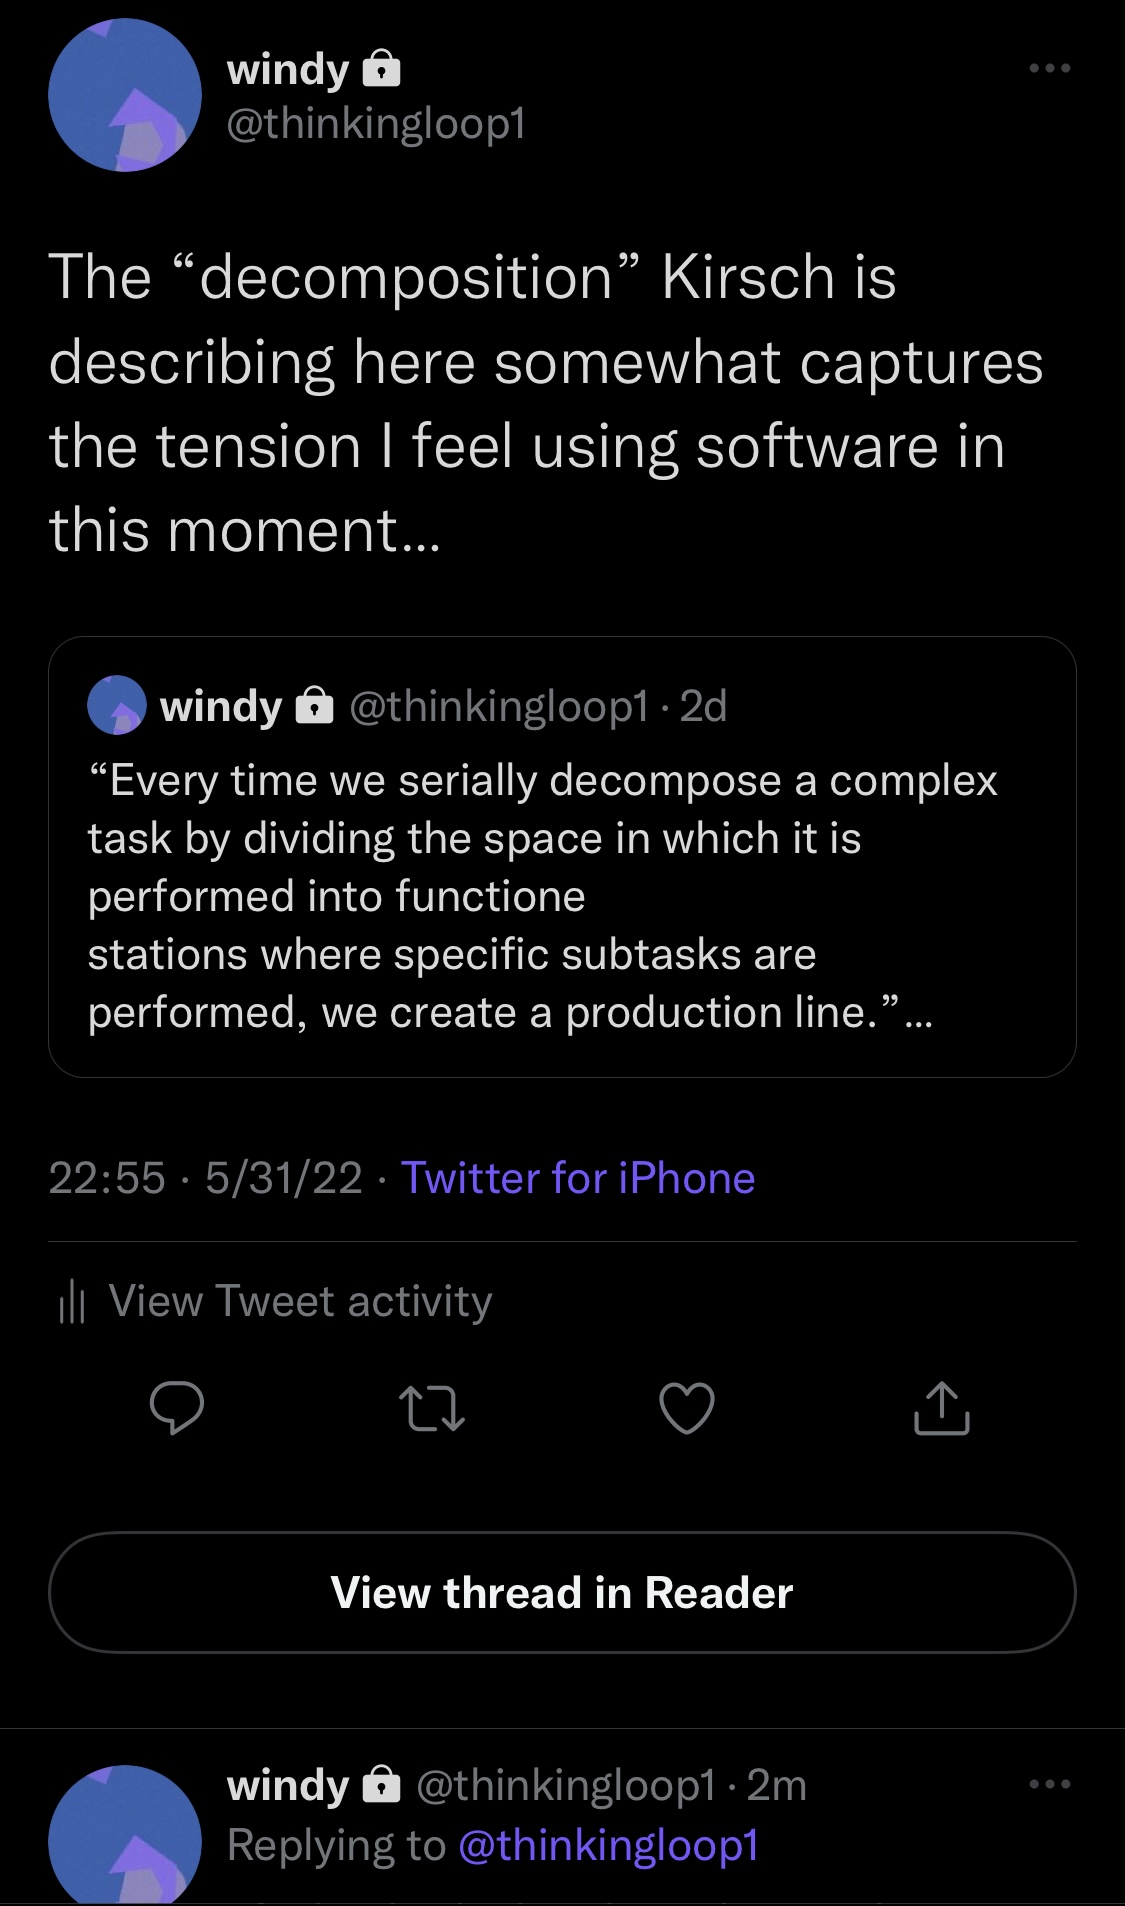 windy
@thinkingloop1
The “decomposition” Kirsch is
describing here somewhat captures
the tension I feel using software in
this moment...
windy @thinkingloop1 · 2d
“Every time we serially decompose a complex
task by dividing the space in which it is
performed into functione
stations where specific subtasks are
performed, we create a production line.”...
22:55 · 5/31/22 · Twitter for iPhone
View Tweet activity
View thread in Reader
windy @thinkingloop1 · 2m
Replying to @thinkingloop1